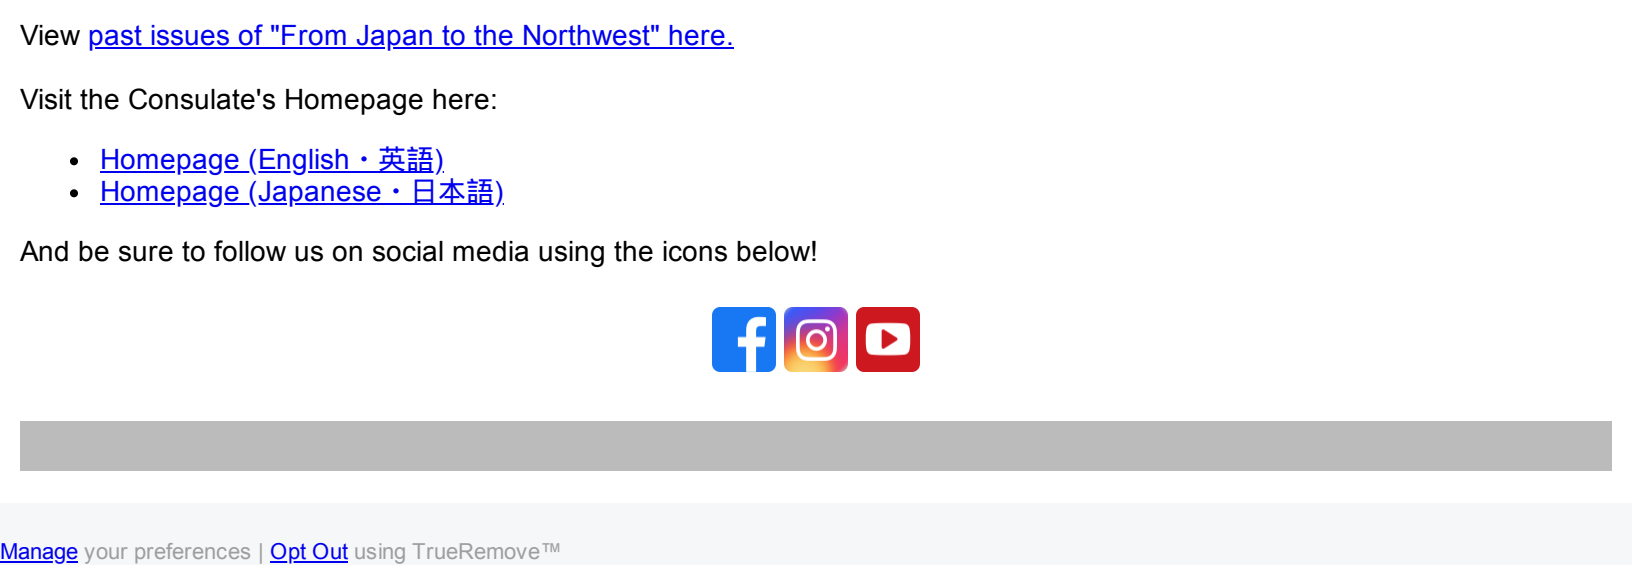 View past issues of "From Japan to the Northwest" here.
Visit the Consulate's Homepage here:
• Homepage (English・英語)
• Homepage (Japanese・日本語)
And be sure to follow us on social media using the icons below!
Manage your preferences | Opt Out using TrueRemove™